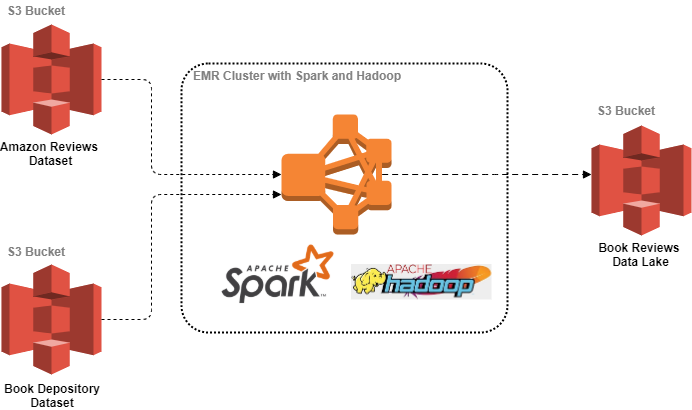 S3 Bucket
Amazon Reviews
Dataset
EMR Cluster with Spark and Hadoop
S3 Bucket
Book Reviews
Data Lake
APACHE
Spark
TM
APACHE
hadoop
S3 Bucket
Book Depository
Dataset